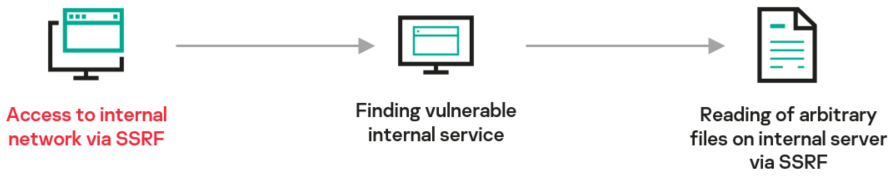 Access to internal
network via SSRF
Finding vulnerable
internal service
Reading of arbitrary
files on internal server
via SSRF